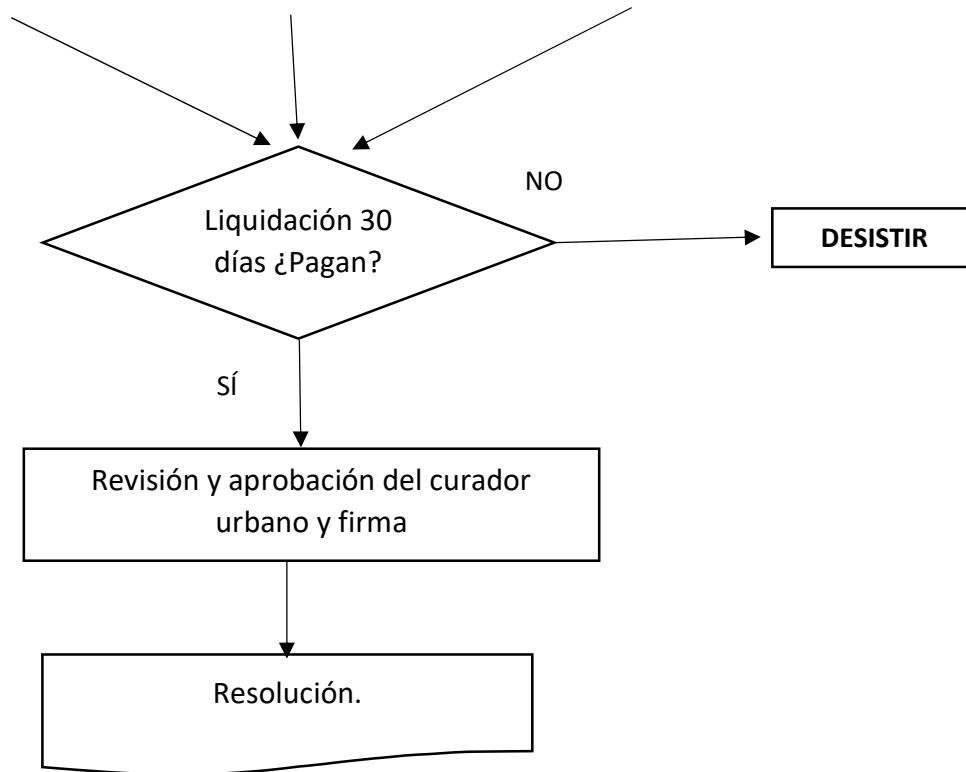 NO
Liquidación 30
días ¿Pagan?
DESISTIR
SÍ
Revisión y aprobación del curador
urbano y firma
Resolución.